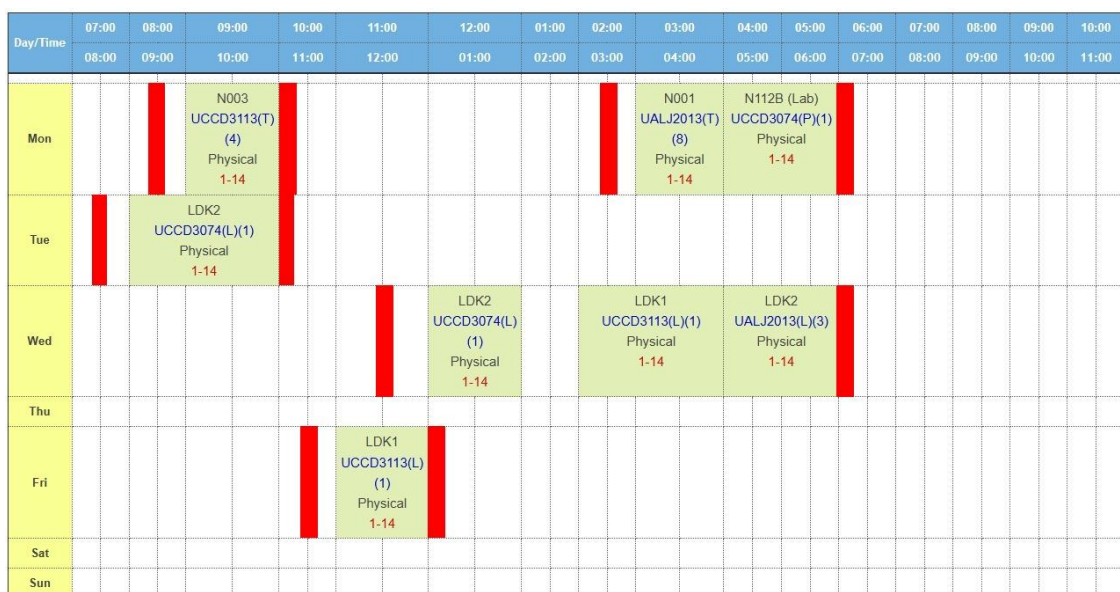 Day/Time 07:00 08:00 09:00 10:00 11:00 12:00 01:00 02:00 03:00 04:00 05:00 06:00 07:00 08:00 09:00 10:00
08:00 09:00 10:00 11:00 12:00 01:00 02:00 03:00 04:00 05:00 06:00 07:00 08:00 09:00 10:00 11:00
Mon
N003
UCCD3113(T)
(4)
Physical
1-14
N001
UALJ2013(T)
(8)
Physical
1-14
N112B (Lab)
UCCD3074(P)(1)
Physical
1-14
Tue
LDK2
UCCD3074(L)(1)
Physical
1-14
Wed
LDK2
UCCD3074(L)
(1)
Physical
1-14
LDK1
UCCD3113(L)(1)
Physical
1-14
LDK2
UALJ2013(L)(3)
Physical
1-14
Thu
Fri
LDK1
UCCD3113(L)
(1)
Physical
1-14
Sat
Sun